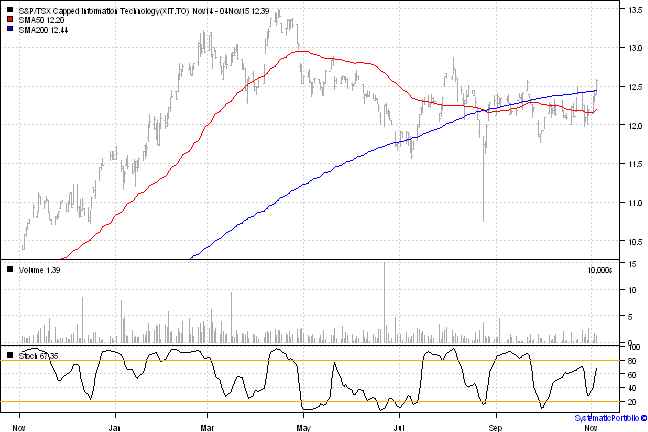 S&P/TSX Capped Information Technology(XIT.TO) Nov14 - 04Nov15 12.39
SMA50 12.20
SMA200 12.44
13.5
13.0
12.5
12.0
11.5
11.0
10.5
Volume 1.39
10,000s
15
10
5
0
Stoch 67.35
100
80
60
40
20
Nov Jan Mar May Jul Sep Nov
SystematicPortfolio ©